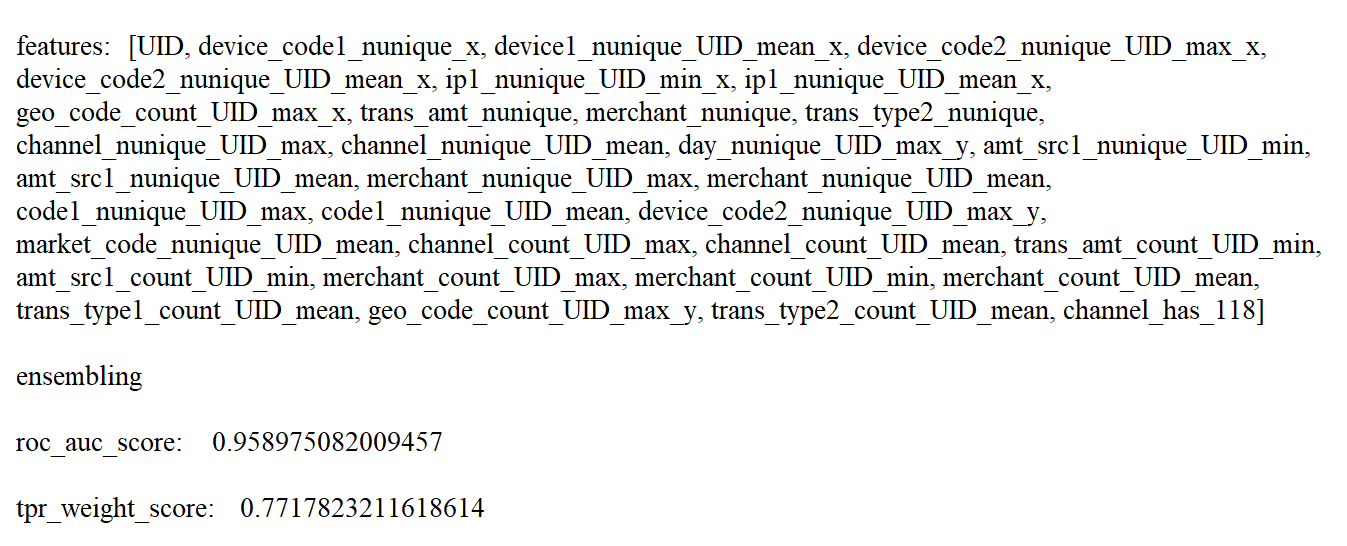 features: [UID, device_code1_nunique_x, device1_nunique_UID_mean_x, device_code2_nunique_UID_max_x,
device_code2_nunique_UID_mean_x, ip1_nunique_UID_min_x, ip1_nunique_UID_mean_x,
geo_code_count_UID_max_x, trans_amt_nunique, merchant_nunique, trans_type2_nunique,
channel_nunique_UID_max, channel_nunique_UID_mean, day_nunique_UID_max_y, amt_src1_nunique_UID_min,
amt_src1_nunique_UID_mean, merchant_nunique_UID_max, merchant_nunique_UID_mean,
code1_nunique_UID_max, code1_nunique_UID_mean, device_code2_nunique_UID_max_y,
market_code_nunique_UID_mean, channel_count_UID_max, channel_count_UID_mean, trans_amt_count_UID_min,
amt_src1_count_UID_min, merchant_count_UID_max, merchant_count_UID_min, merchant_count_UID_mean,
trans_type1_count_UID_mean, geo_code_count_UID_max_y, trans_type2_count_UID_mean, channel_has_118]
ensembling
roc_auc_score: 0.958975082009457
tpr_weight_score: 0.7717823211618614